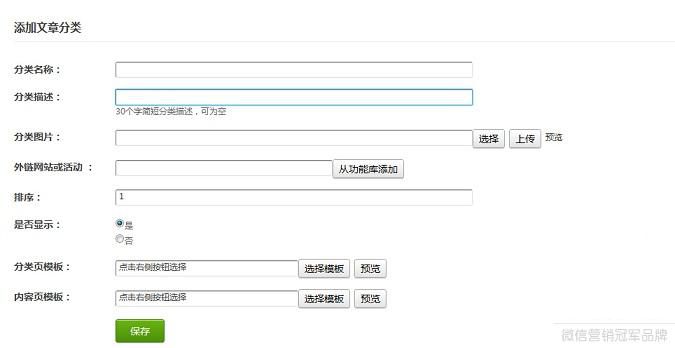 添加文章分类
分类名称：
分类描述：
30个字简短分类描述，可为空
分类图片： 选择 上传 预览
外链网站或活动： 从功能库添加
排序： 1
是否显示： 是
否
分类页模板： 点击右侧按钮选择 选择模板 预览
内容页模板： 点击右侧按钮选择 选择模板 预览
保存
微信营销冠军品牌